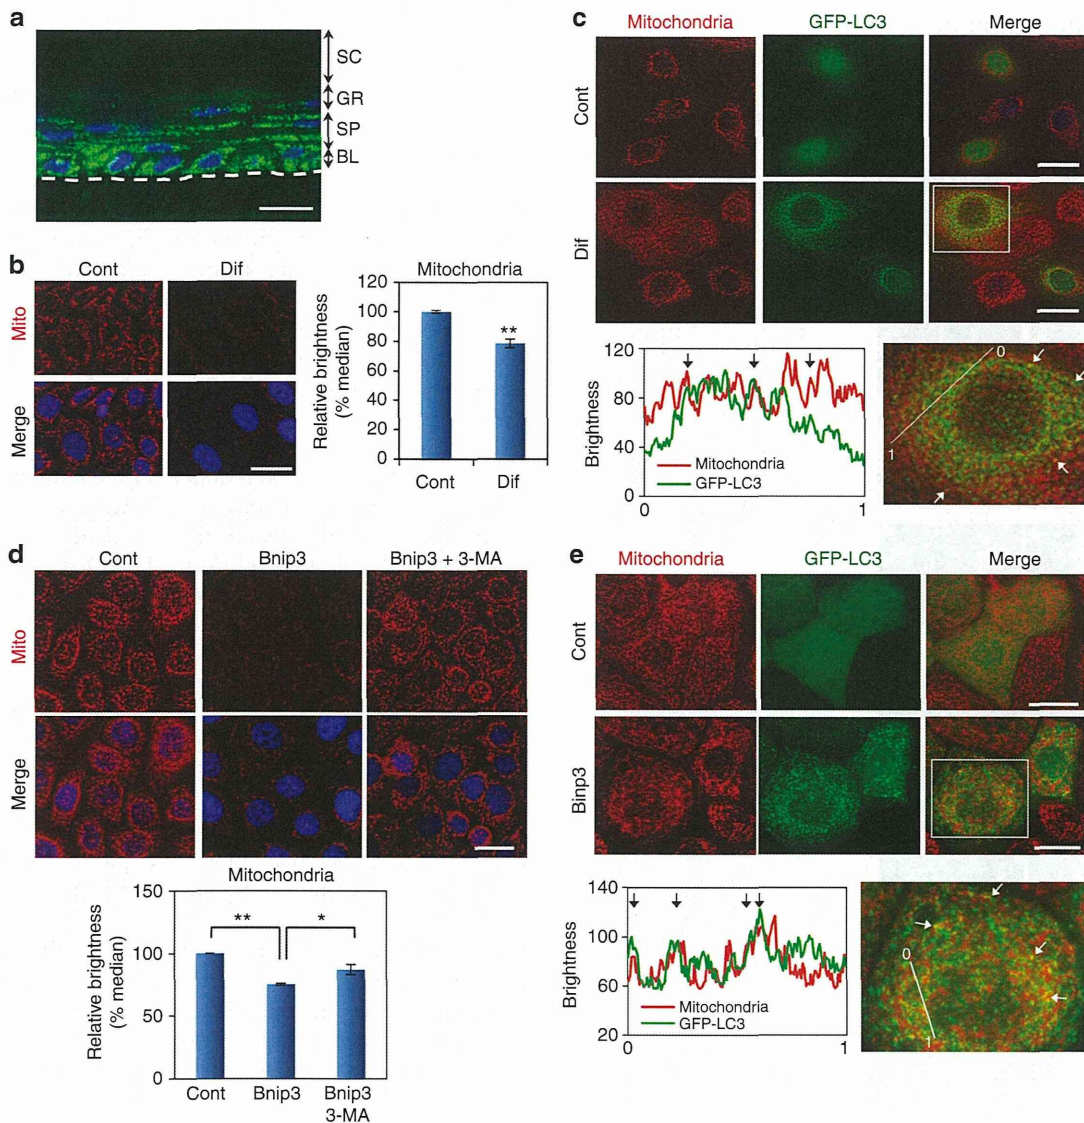 a
SC
GR
SP
BL
b
Cont
Dif
Mito
Merge
Mitochondria
Relative brightness
(% median)
120
100
80
60
40
20
0
**
Cont
Dif
c
Mitochondria
GFP-LC3
Merge
Cont
Dif
Brightness
120
80
40
0
Mitochondria
GFP-LC3
0
1
0
1
d
Cont
Bnip3
Bnip3 + 3-MA
Mito
Merge
Mitochondria
Relative brightness
(% median)
150
100
50
0
**
*
Cont
Bnip3
Bnip3
3-MA
e
Mitochondria
GFP-LC3
Merge
Cont
Binp3
Brightness
140
100
60
20
Mitochondria
GFP-LC3
0
1
0
1